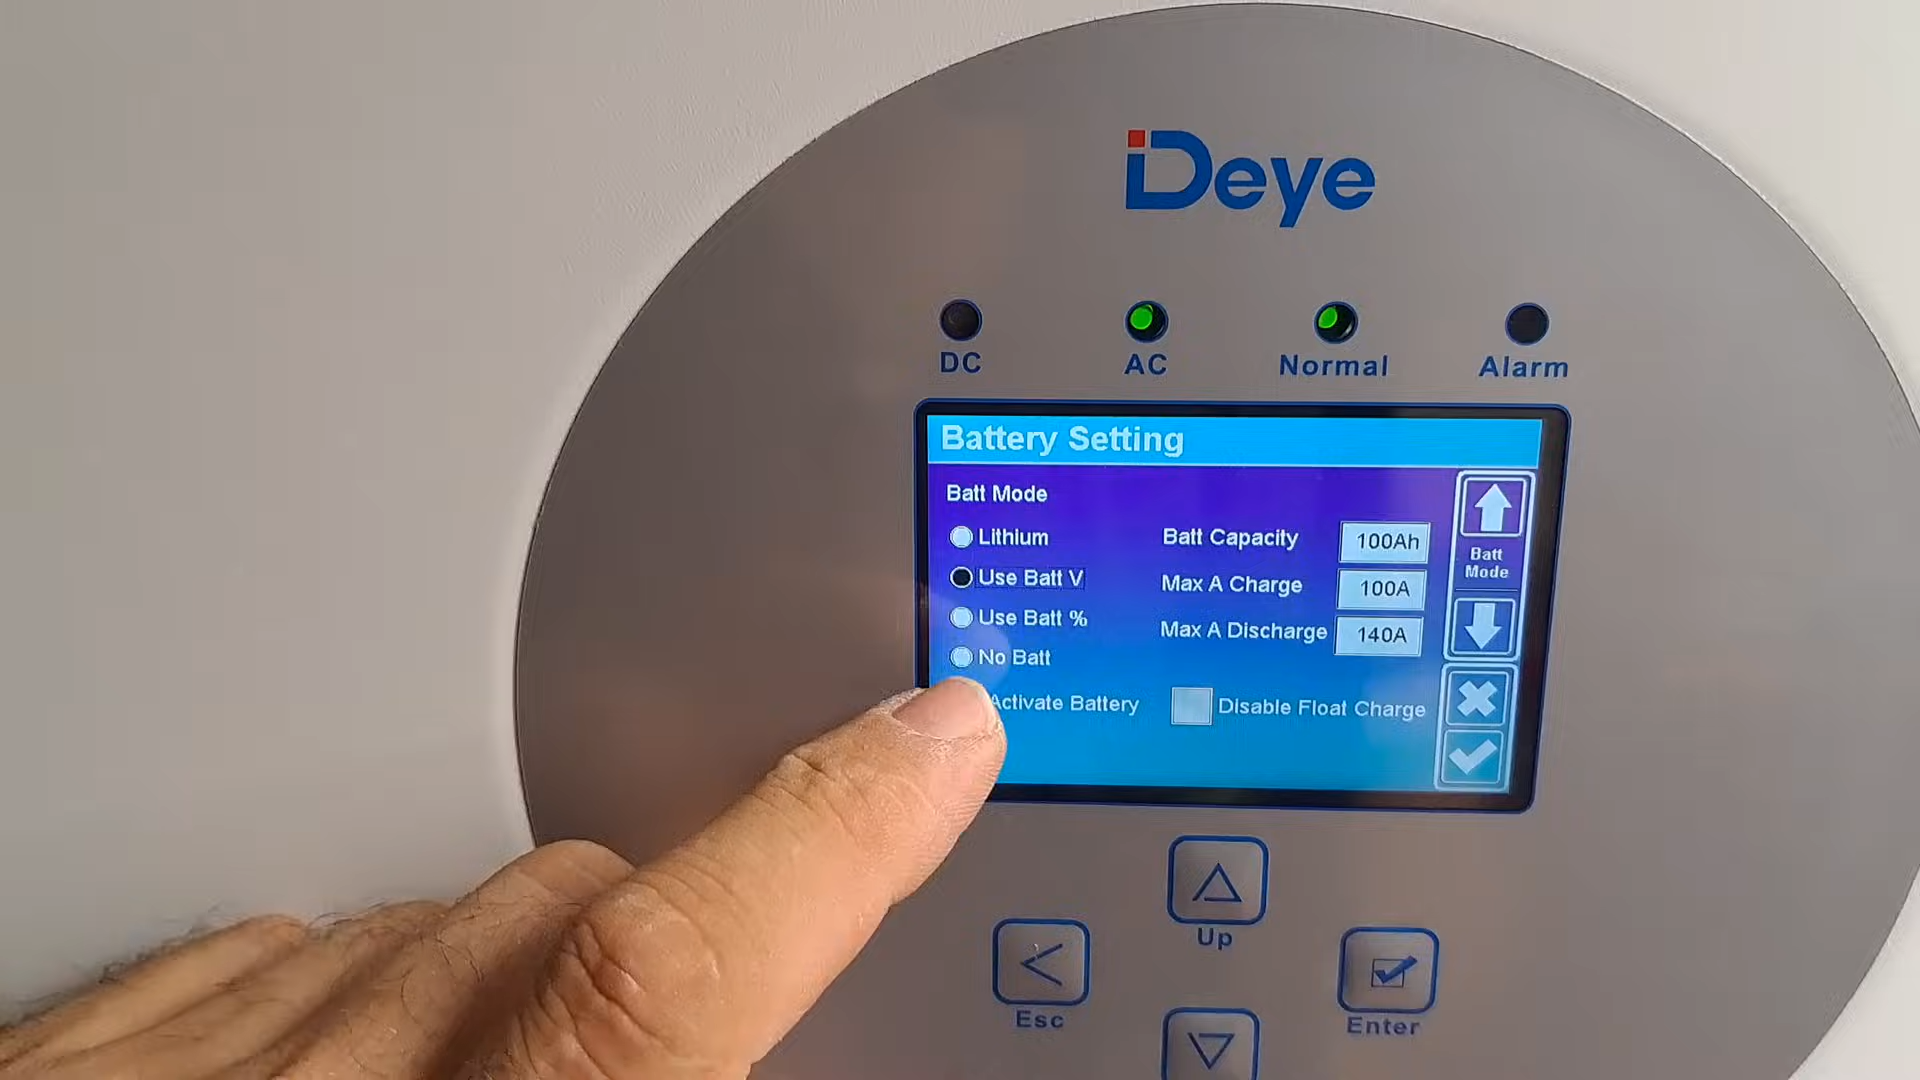 Deye
DC
AC
Normal
Alarm
Battery Setting
Batt Mode
Lithium
Use Batt V
Use Batt %
No Batt
Activate Battery
Batt Capacity 100Ah
Max A Charge 100A
Max A Discharge 140A
Disable Float Charge
Batt
Mode
Up
Esc
Enter